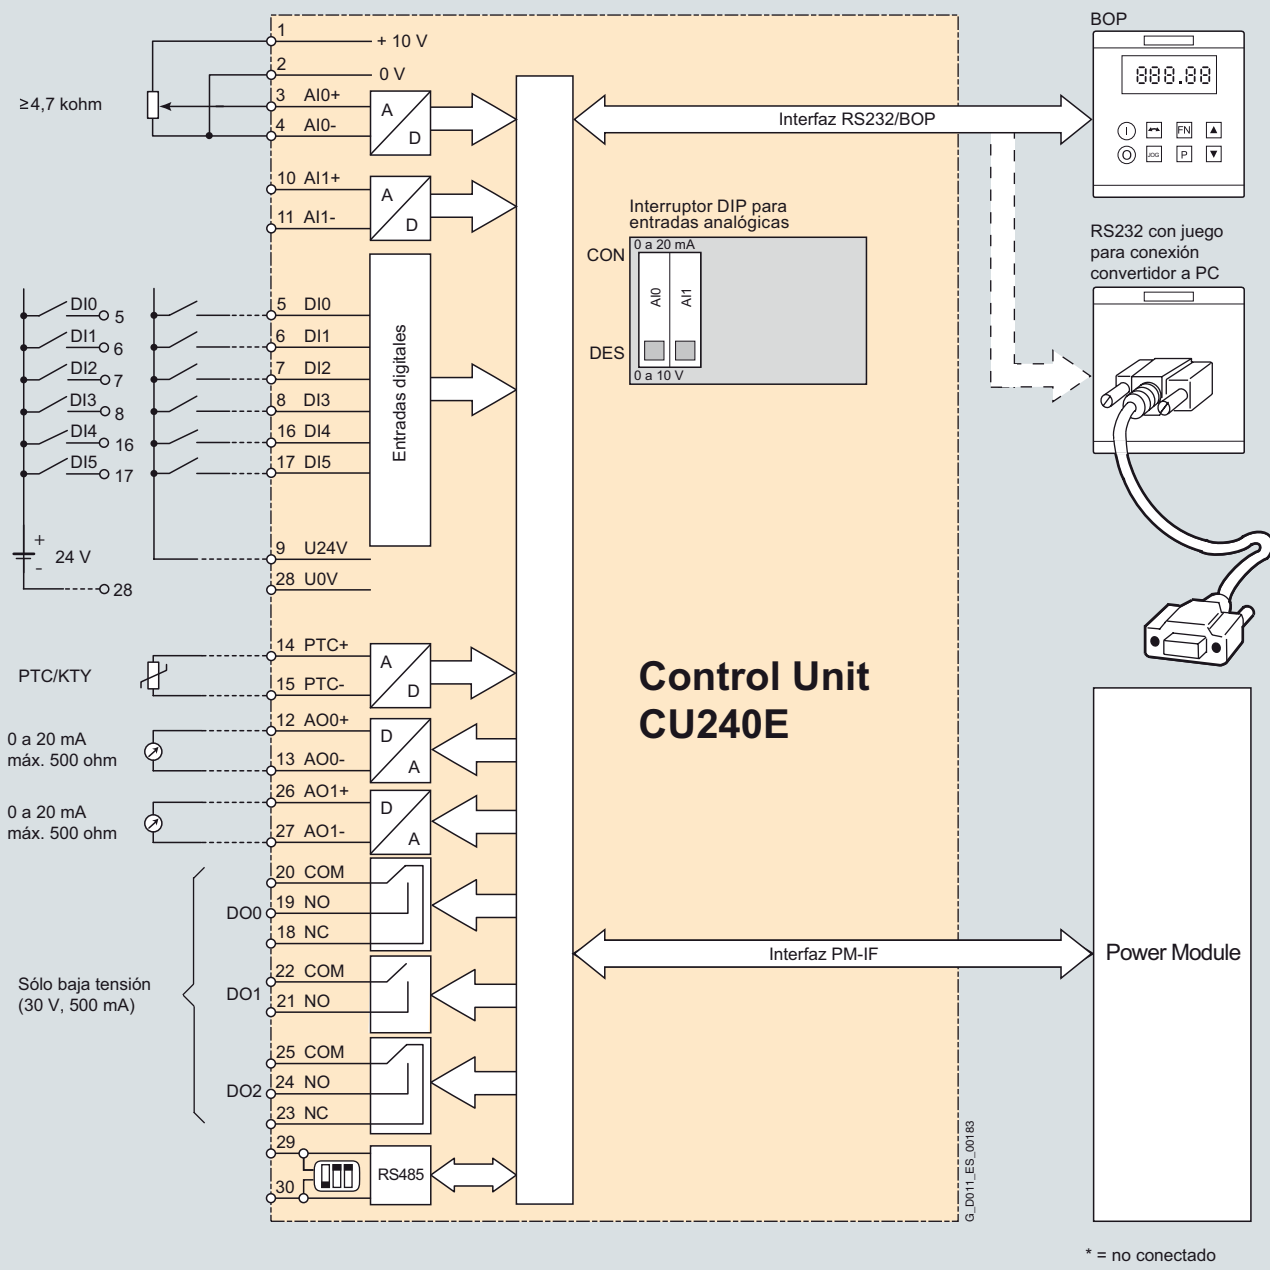 1
+ 10 V
2
0 V
≥4,7 kohm
3 AI0+
4 AI0-
A
D
10 AI1+
11 AI1-
A
D
DI0 5
DI1 6
DI2 7
DI3 8
DI4 16
DI5 17
5 DI0
6 DI1
7 DI2
8 DI3
16 DI4
17 DI5
Entradas digitales
+
24 V
-
28
9 U24V
28 U0V
PTC/KTY
14 PTC+
15 PTC-
A
D
0 a 20 mA
máx. 500 ohm
12 AO0+
13 AO0-
D
A
0 a 20 mA
máx. 500 ohm
26 AO1+
27 AO1-
D
A
Sólo baja tensión
(30 V, 500 mA)
DO0
20 COM
19 NO
18 NC
DO1
22 COM
21 NO
DO2
25 COM
24 NO
23 NC
29
30
RS485
Interfaz RS232/BOP
Interruptor DIP para
entradas analógicas
CON
0 a 20 mA
AI0
AI1
DES
0 a 10 V
Control Unit
CU240E
Interfaz PM-IF
G_D011_ES_00183
BOP
888.88
I
FN
O
JOG
P
RS232 con juego
para conexión
convertidor a PC
Power Module
* = no conectado